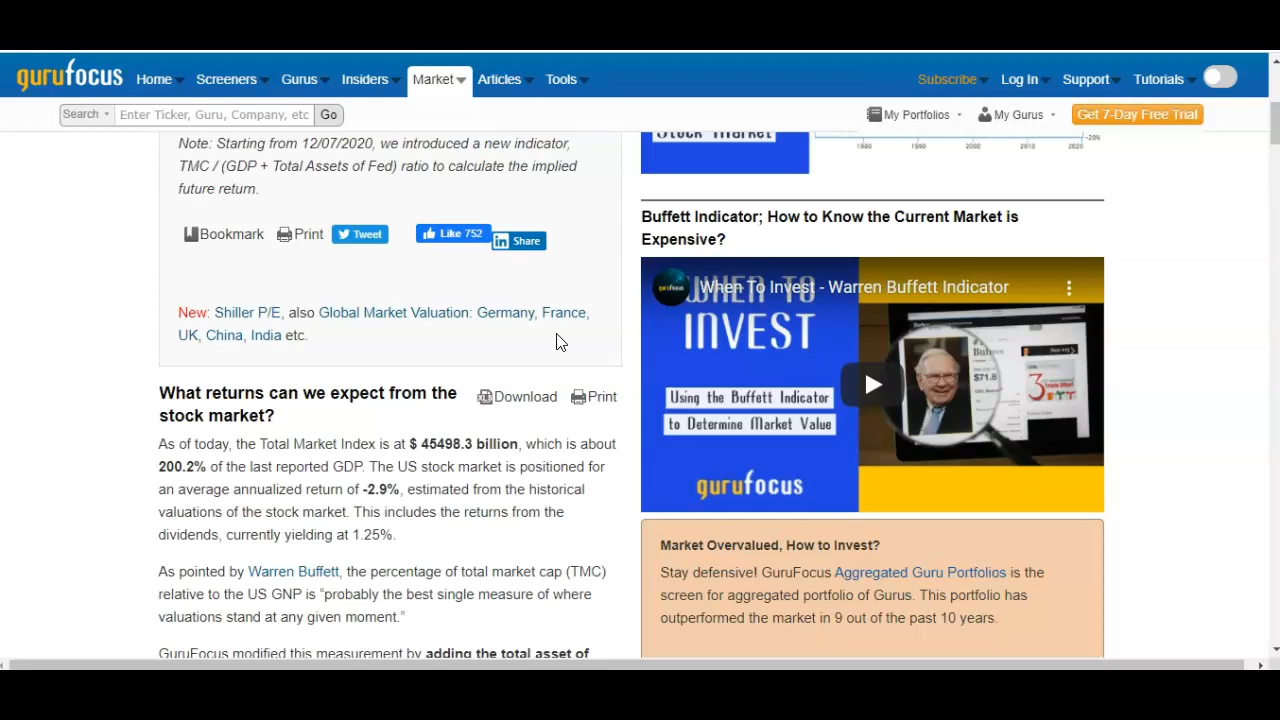 gurufocus
Home Screeners Gurus Insiders Market Articles Tools
Subscribe Log In Support Tutorials
Search Enter Ticker, Guru, Company, etc Go
My Portfolios My Gurus Get 7-Day Free Trial
Note: Starting from 12/07/2020, we introduced a new indicator,
TMC / (GDP + Total Assets of Fed) ratio to calculate the implied
future return.
Bookmark Print Tweet Like 752 in Share
New: Shiller P/E, also Global Market Valuation: Germany, France,
UK, China, India etc.
What returns can we expect from the
stock market?
Download Print
As of today, the Total Market Index is at $ 45498.3 billion, which is about
200.2% of the last reported GDP. The US stock market is positioned for
an average annualized return of -2.9%, estimated from the historical
valuations of the stock market. This includes the returns from the
dividends, currently yielding at 1.25%.
As pointed by Warren Buffett, the percentage of total market cap (TMC)
relative to the US GNP is “probably the best single measure of where
valuations stand at any given moment.”
GuruFocus modified this measurement by adding the total asset of
Stock Market
-20%
1980 1990 2000 2010 2020
Buffett Indicator; How to Know the Current Market is
Expensive?
When To Invest - Warren Buffett Indicator
WHEN TO
INVEST
Using the Buffett Indicator
to Determine Market Value
gurufocus
$71.8
Market Overvalued, How to Invest?
Stay defensive! GuruFocus Aggregated Guru Portfolios is the
screen for aggregated portfolio of Gurus. This portfolio has
outperformed the market in 9 out of the past 10 years.